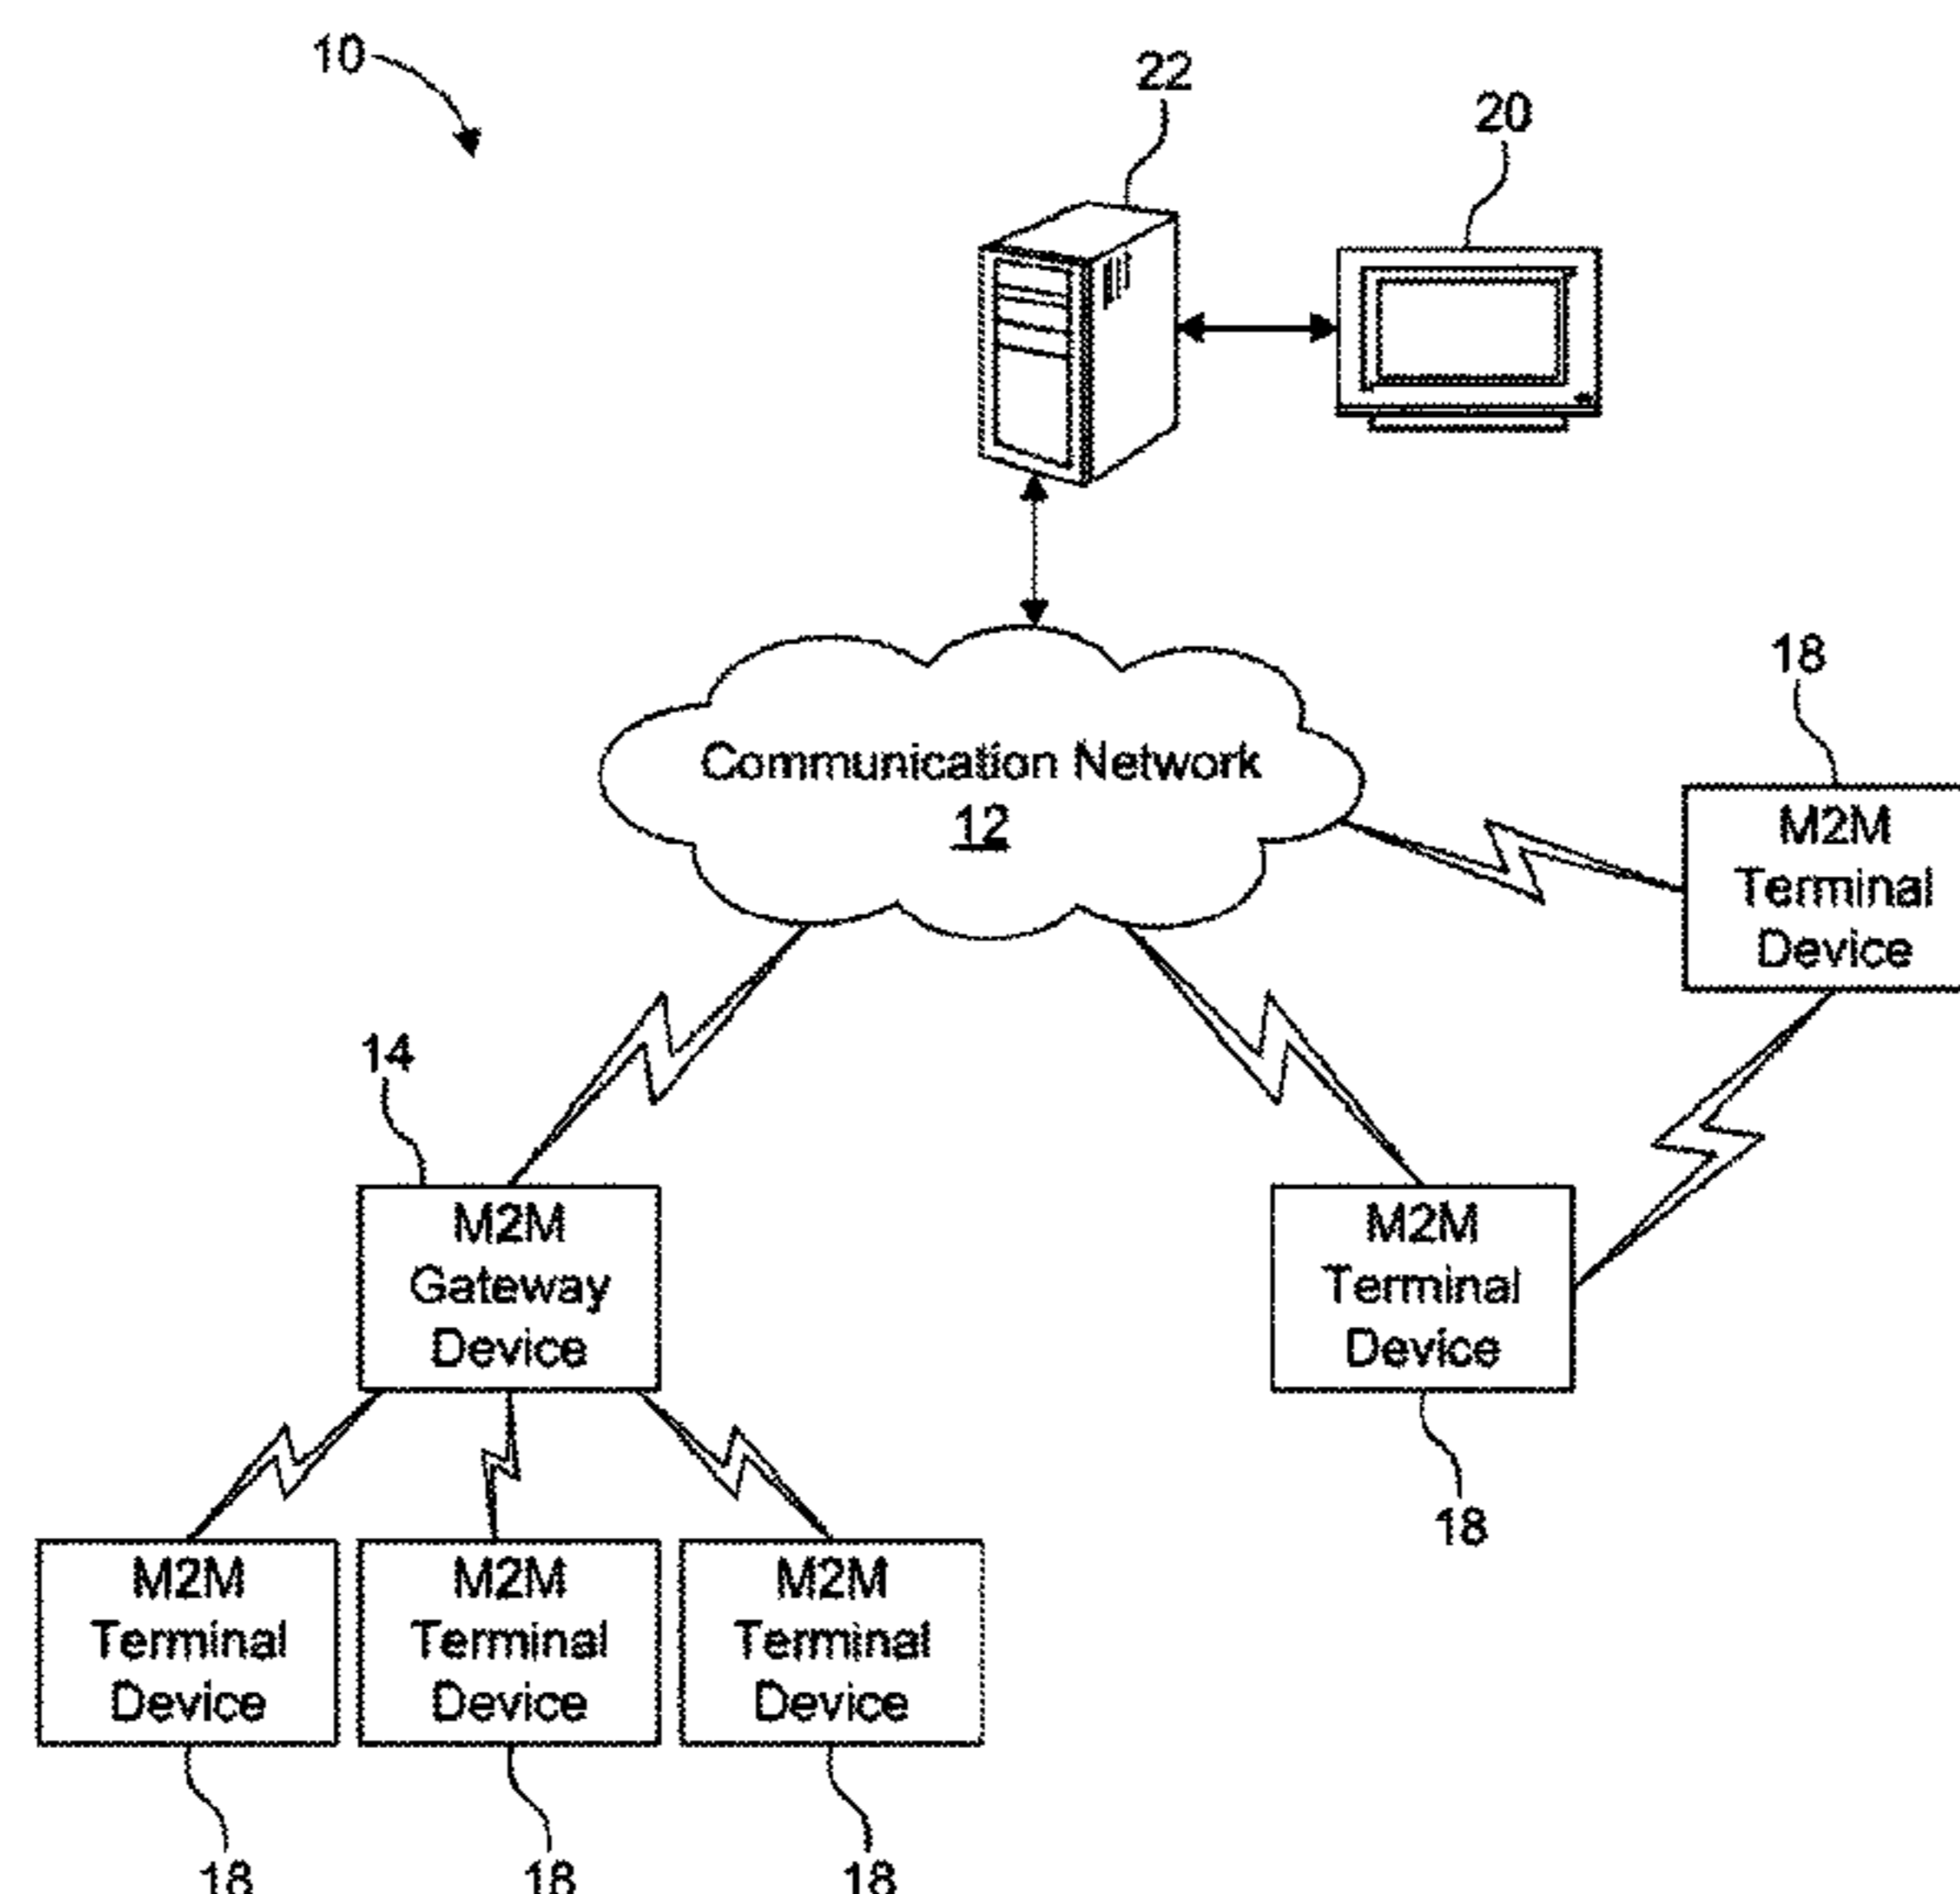 10
22
20
Communication Network
12
18
M2M
Terminal
Device
14
M2M
Gateway
Device
M2M
Terminal
Device
18
M2M
Terminal
Device
M2M
Terminal
Device
M2M
Terminal
Device
18
18
18